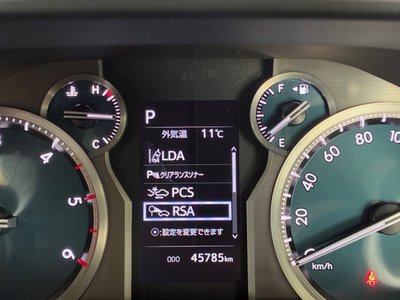 P
外気温 11℃
LDA
P クリアランスソナー
PCS
RSA
:設定を変更できます
ODO 45785km
H
C
F
E
4
5
6
0
20
40
60
80
100
km/h